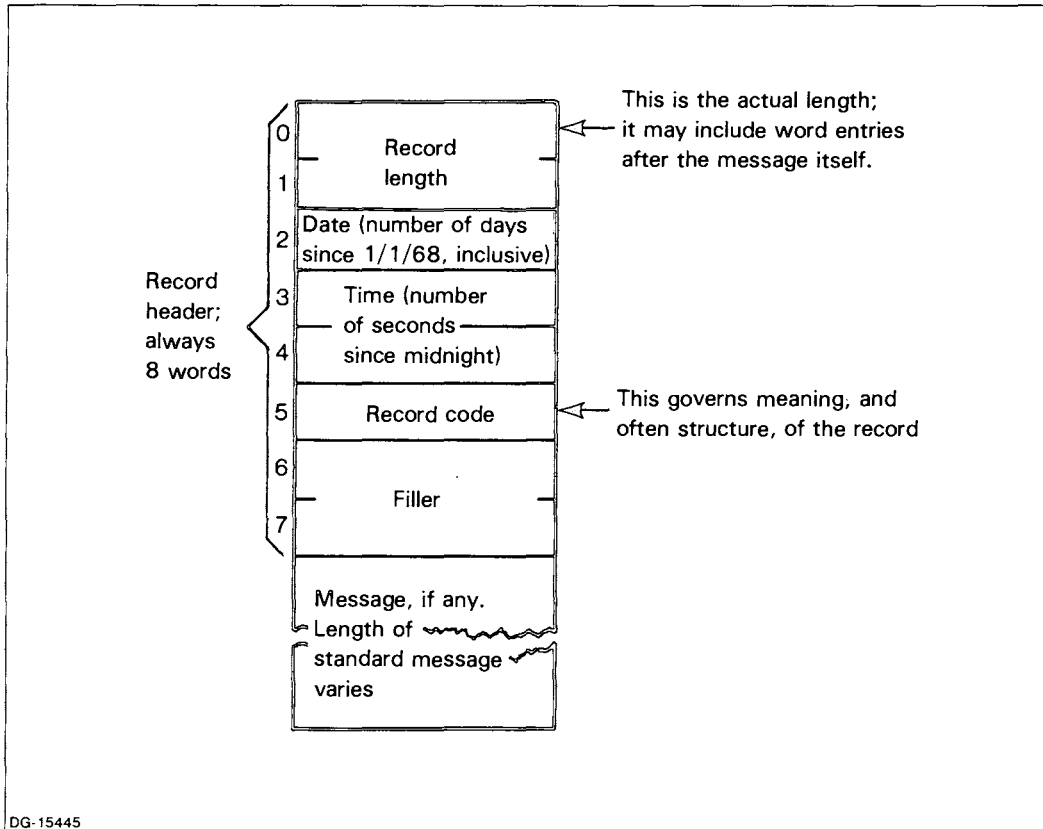 This is the actual length;
it may include word entries
after the message itself.
0
Record
length
1
2
Date (number of days
since 1/1/68, inclusive)
Record
header;
always
8 words
3
Time (number
of seconds
since midnight)
4
5
Record code
This governs meaning, and
often structure, of the record
6
Filler
7
Message, if any.
Length of
standard message
varies
DG-15445